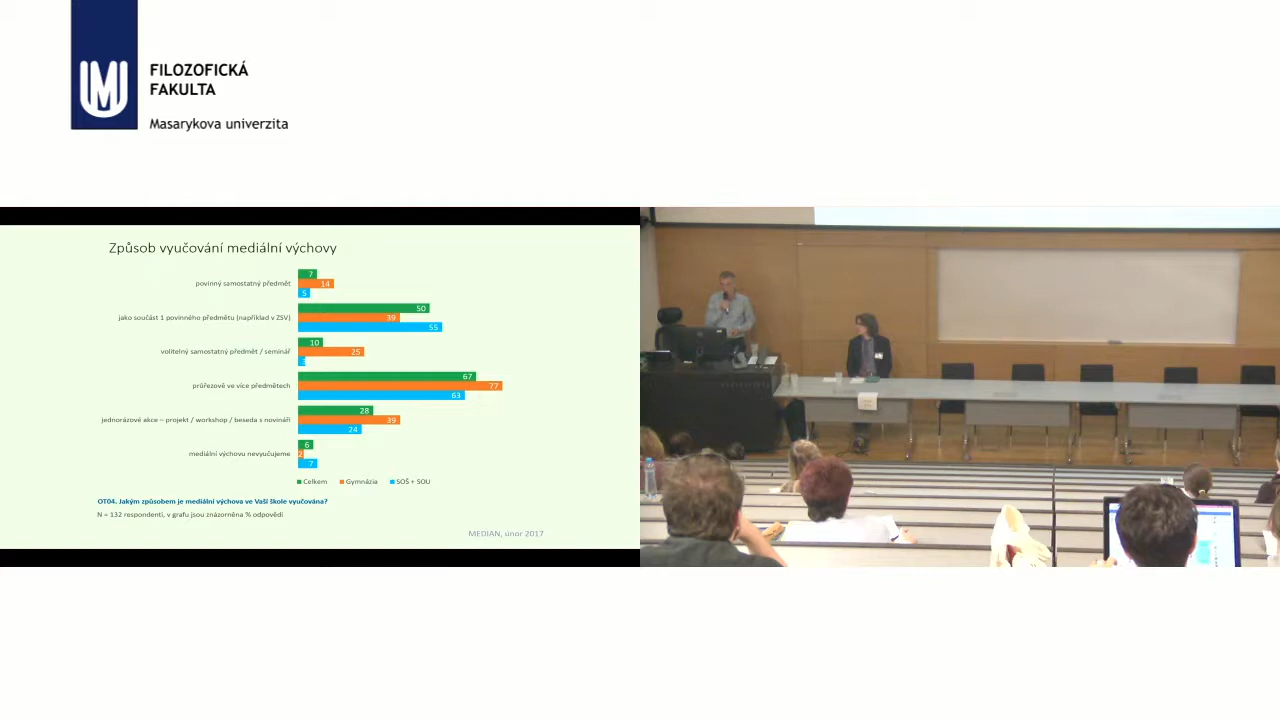 FILOZOFICKÁ
FAKULTA
Masarykova univerzita
Způsob vyučování mediální výchovy
povinný samostatný předmět
7
14
5
jako součást 1 povinného předmětu (například v ZSV)
50
39
55
volitelný samostatný předmět / seminář
10
25
průřezově ve více předmětech
67
77
63
jednorázové akce – projekt / workshop / beseda s novináři
28
39
24
mediální výchovu nevyučujeme
6
2
7
Celkem Gymnázia SOŠ + SOU
OT04. Jakým způsobem je mediální výchova ve Vaší škole vyučována?
N = 132 respondentů, v grafu jsou znázorněna % odpovědí
MEDIAN, únor 2017